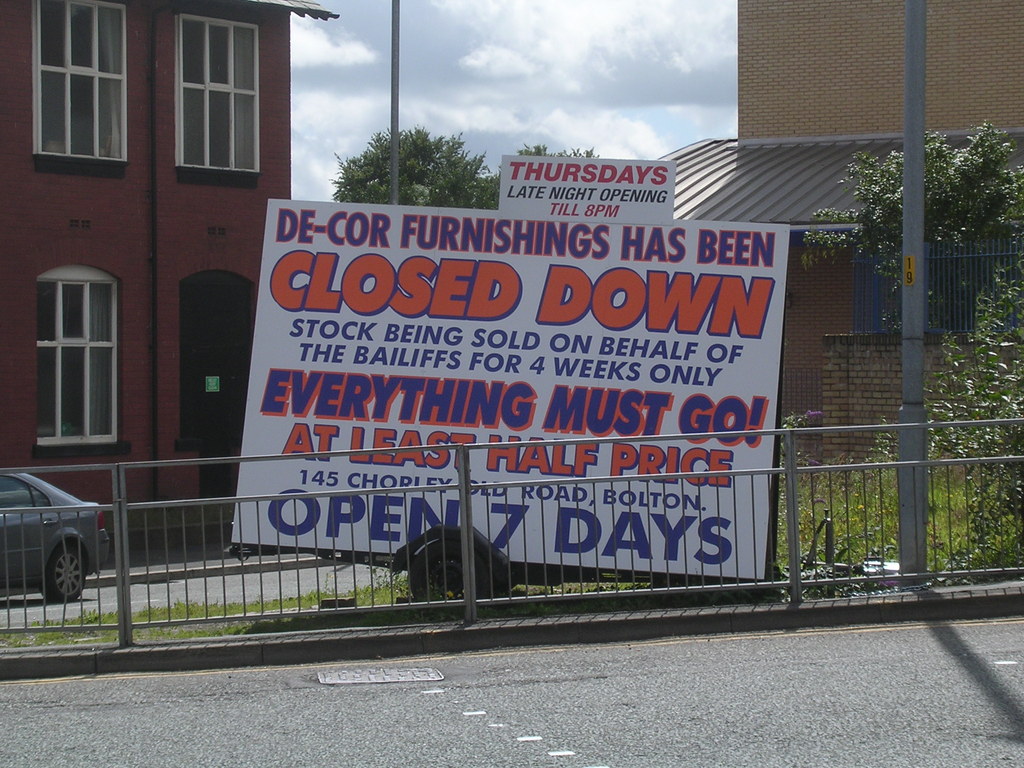 THURSDAYS
LATE NIGHT OPENING
TILL 8PM
DE-COR FURNISHINGS HAS BEEN
CLOSED DOWN
STOCK BEING SOLD ON BEHALF OF
THE BAILIFFS FOR 4 WEEKS ONLY
EVERYTHING MUST GO!
AT LEAST HALF PRICE
145 CHORLEY OLD ROAD, BOLTON.
OPEN 7 DAYS
19